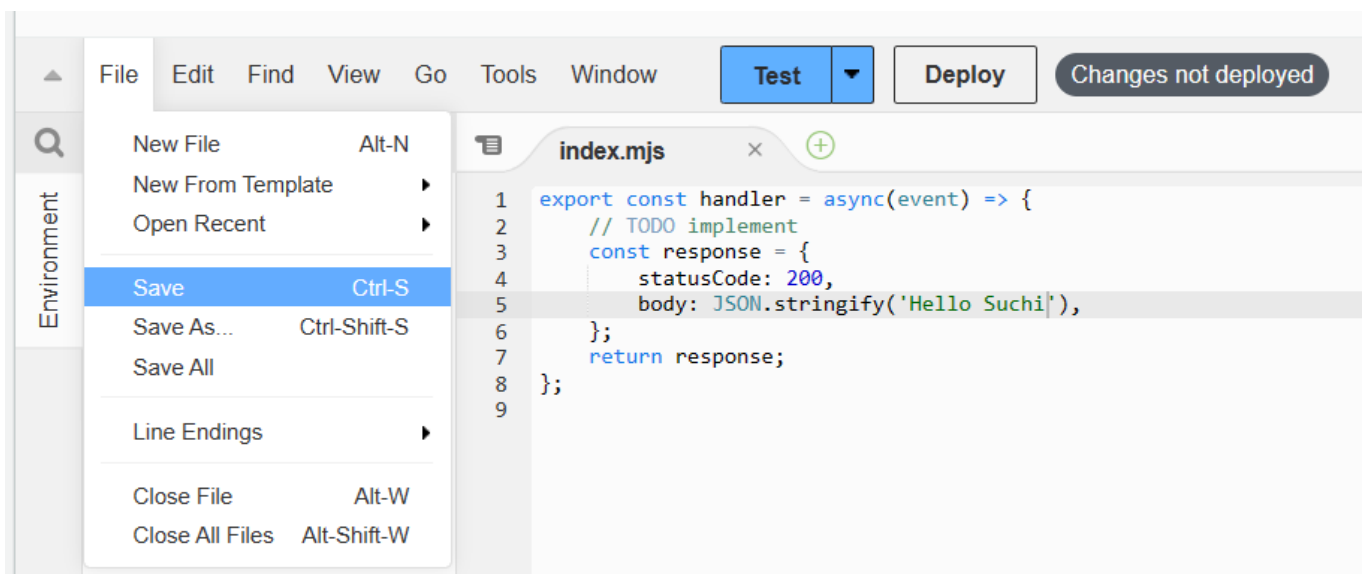 File Edit Find View Go Tools Window Test Deploy Changes not deployed
Environment
New File Alt-N
New From Template
Open Recent
Save Ctrl-S
Save As... Ctrl-Shift-S
Save All
Line Endings
Close File Alt-W
Close All Files Alt-Shift-W
index.mjs
1 export const handler = async(event) => {
2     // TODO implement
3     const response = {
4         statusCode: 200,
5         body: JSON.stringify('Hello Suchi'),
6     };
7     return response;
8 };
9